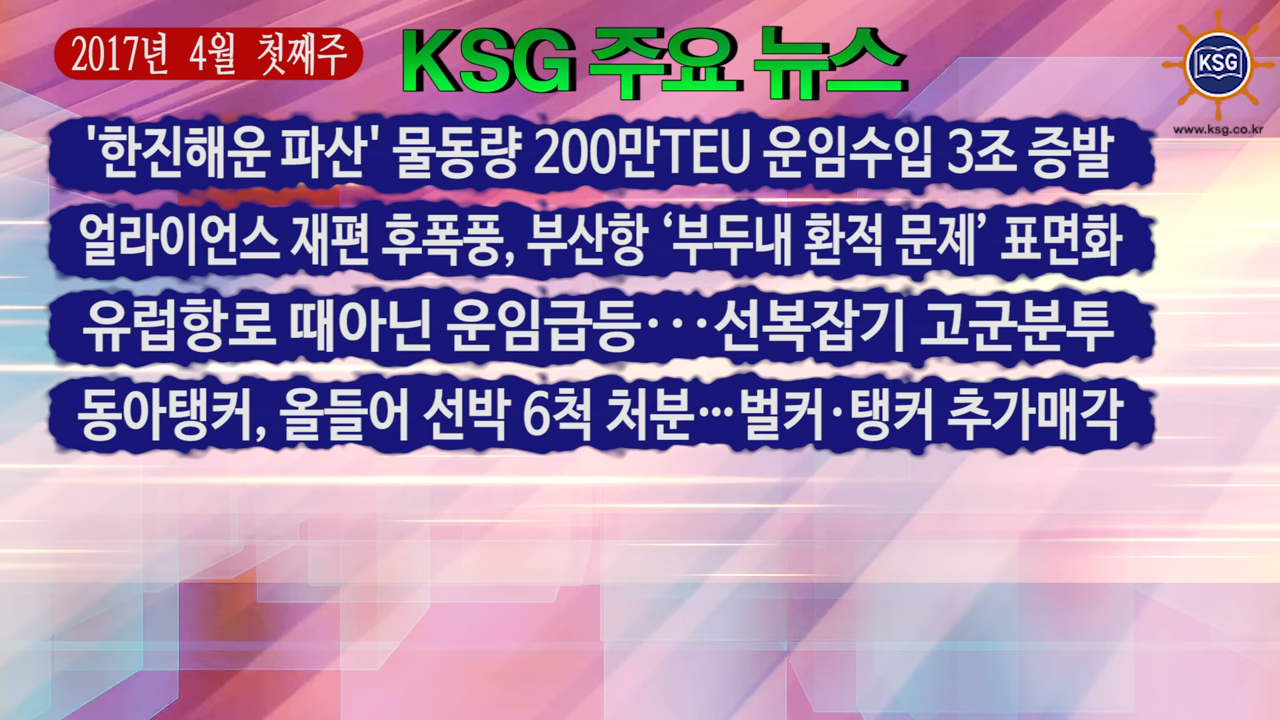 2017년 4월 첫째주
KSG 주요 뉴스
KSG
www.ksg.co.kr
'한진해운 파산' 물동량 200만TEU 운임수입 3조 증발
얼라이언스 재편 후폭풍, 부산항 ‘부두내 환적 문제’ 표면화
유럽항로 때아닌 운임급등···선복잡기 고군분투
동아탱커, 올들어 선박 6척 처분…벌커·탱커 추가매각